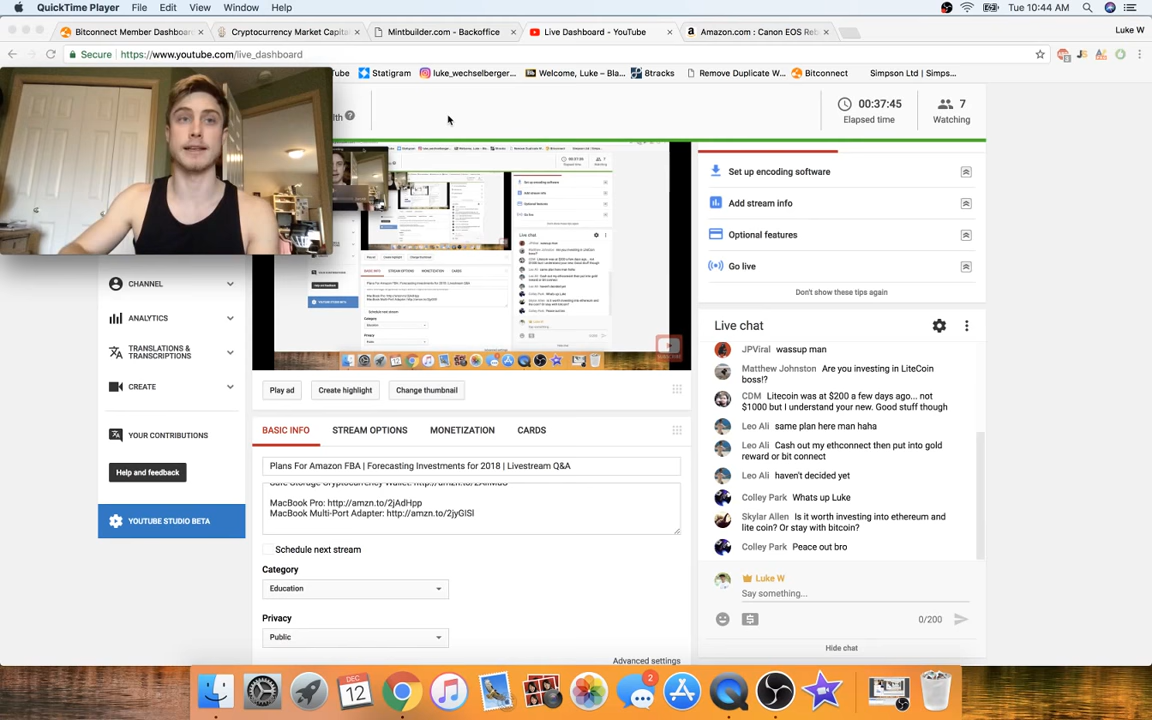 QuickTime Player File Edit View Window Help Tue 10:44 AM
Bitconnect Member Dashboar × Cryptocurrency Market Capital × Mintbuilder.com - Backoffice × Live Dashboard - YouTube × Amazon.com : Canon EOS Reb × Luke W
Secure https://www.youtube.com/live_dashboard
Tube Statigram luke_wechselberger... Welcome, Luke – Bla... Btracks Remove Duplicate W... Bitconnect Simpson Ltd | Simps...
00:37:45
Elapsed time
7
Watching
Set up encoding software
Add stream info
Optional features
Go live
Don't show these tips again
CHANNEL
ANALYTICS
TRANSLATIONS &
TRANSCRIPTIONS
CREATE
YOUR CONTRIBUTIONS
Help and feedback
YOUTUBE STUDIO BETA
Play ad Create highlight Change thumbnail
BASIC INFO STREAM OPTIONS MONETIZATION CARDS
Plans For Amazon FBA | Forecasting Investments for 2018 | Livestream Q&A
MacBook Pro: http://amzn.to/2jAdHpp
MacBook Multi-Port Adapter: http://amzn.to/2jyGISl
Schedule next stream
Category
Education
Privacy
Public
Advanced settings
Live chat
JPViral wassup man
Matthew Johnston Are you investing in LiteCoin
boss!?
CDM Litecoin was at $200 a few days ago... not
$1000 but I understand your new. Good stuff though
Leo Ali same plan here man haha
Leo Ali Cash out my ethconnect then put into gold
reward or bit connect
Leo Ali haven't decided yet
Colley Park Whats up Luke
Skylar Allen Is it worth investing into ethereum and
lite coin? Or stay with bitcoin?
Colley Park Peace out bro
Luke W
Say something...
0/200
Hide chat
DEC
12
2